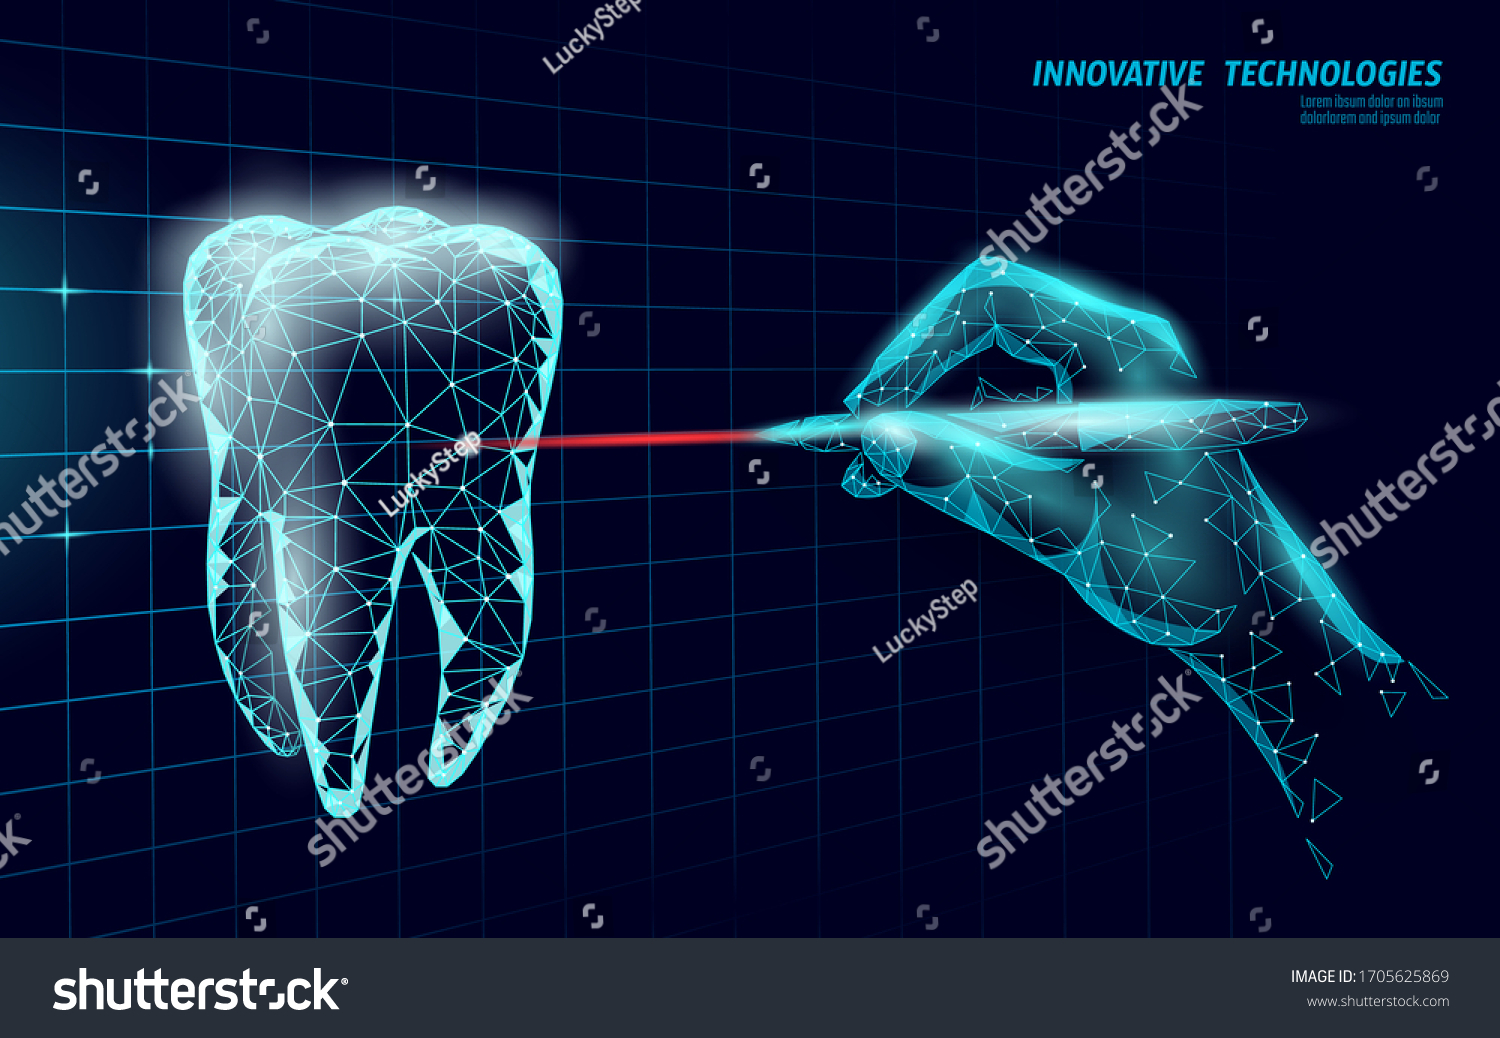 LuckyStep
INNOVATIVE TECHNOLOGIES
Lorem ibsum dolor on ibsum
dolorlorem and ipsum dolor
shutterstock
LuckyStep
shutterstock
shutterstock
LuckyStep
shutterstock
shutterstock
shutterstock
IMAGE ID: 1705625869
www.shutterstock.com